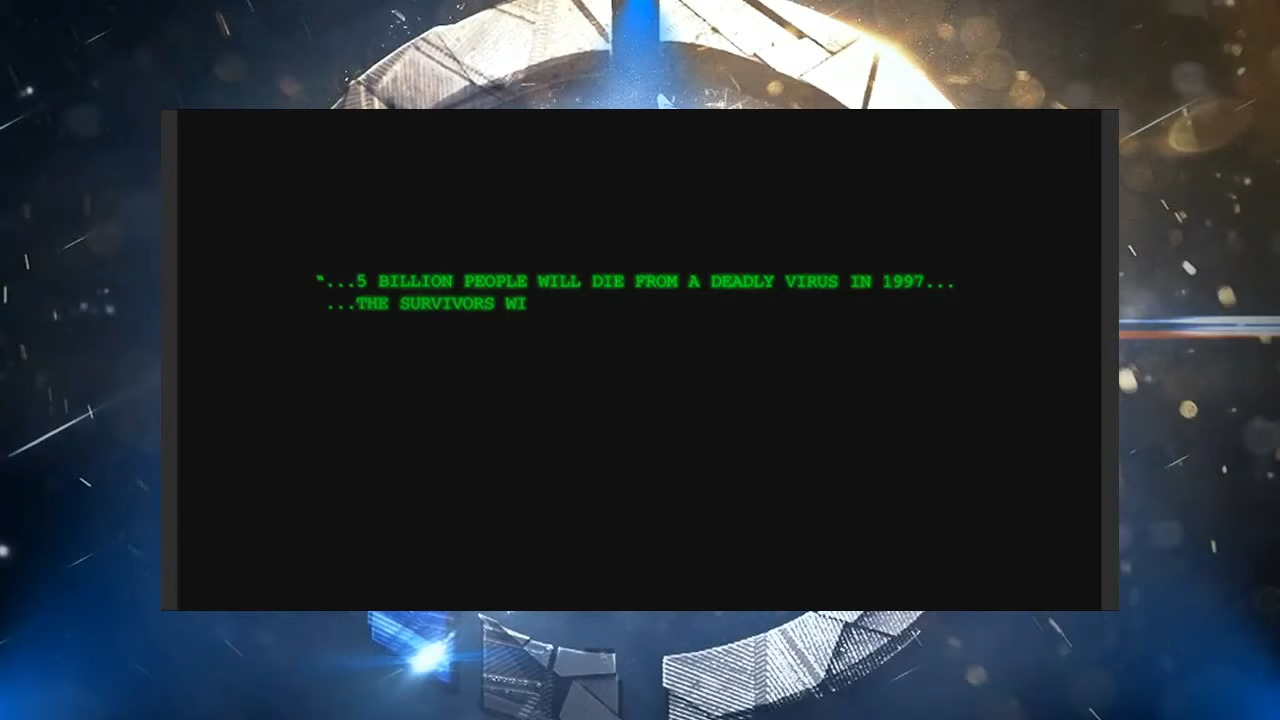 “...5 BILLION PEOPLE WILL DIE FROM A DEADLY VIRUS IN 1997...
...THE SURVIVORS WI